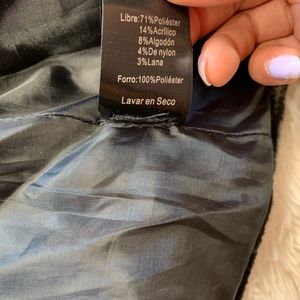 Libre:71%Poliéster
14%Acrílico
8%Algodón
4%De nylon
3%Lana
Forro:100%Poliéster
Lavar en Seco